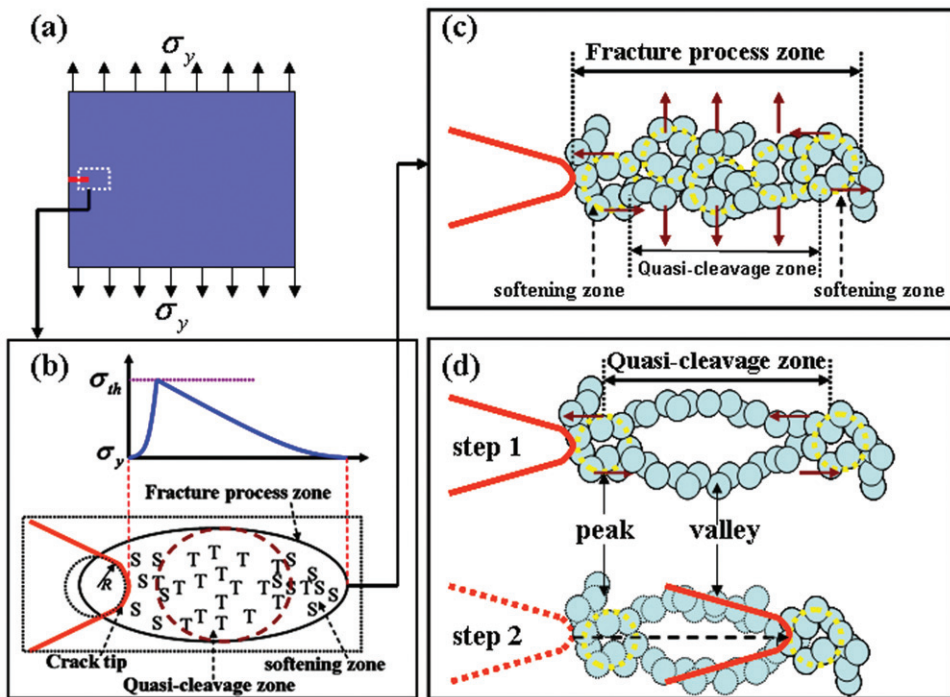 (a)
σy
σy
(b)
σth
σy
Fracture process zone
S S T T T S
S T T T T T S S
S T T T T S T S S
S T T T T S
S T T T S
R
Crack tip
Quasi-cleavage zone
softening zone
(c)
Fracture process zone
Quasi-cleavage zone
softening zone
softening zone
(d)
Quasi-cleavage zone
step 1
peak
valley
step 2